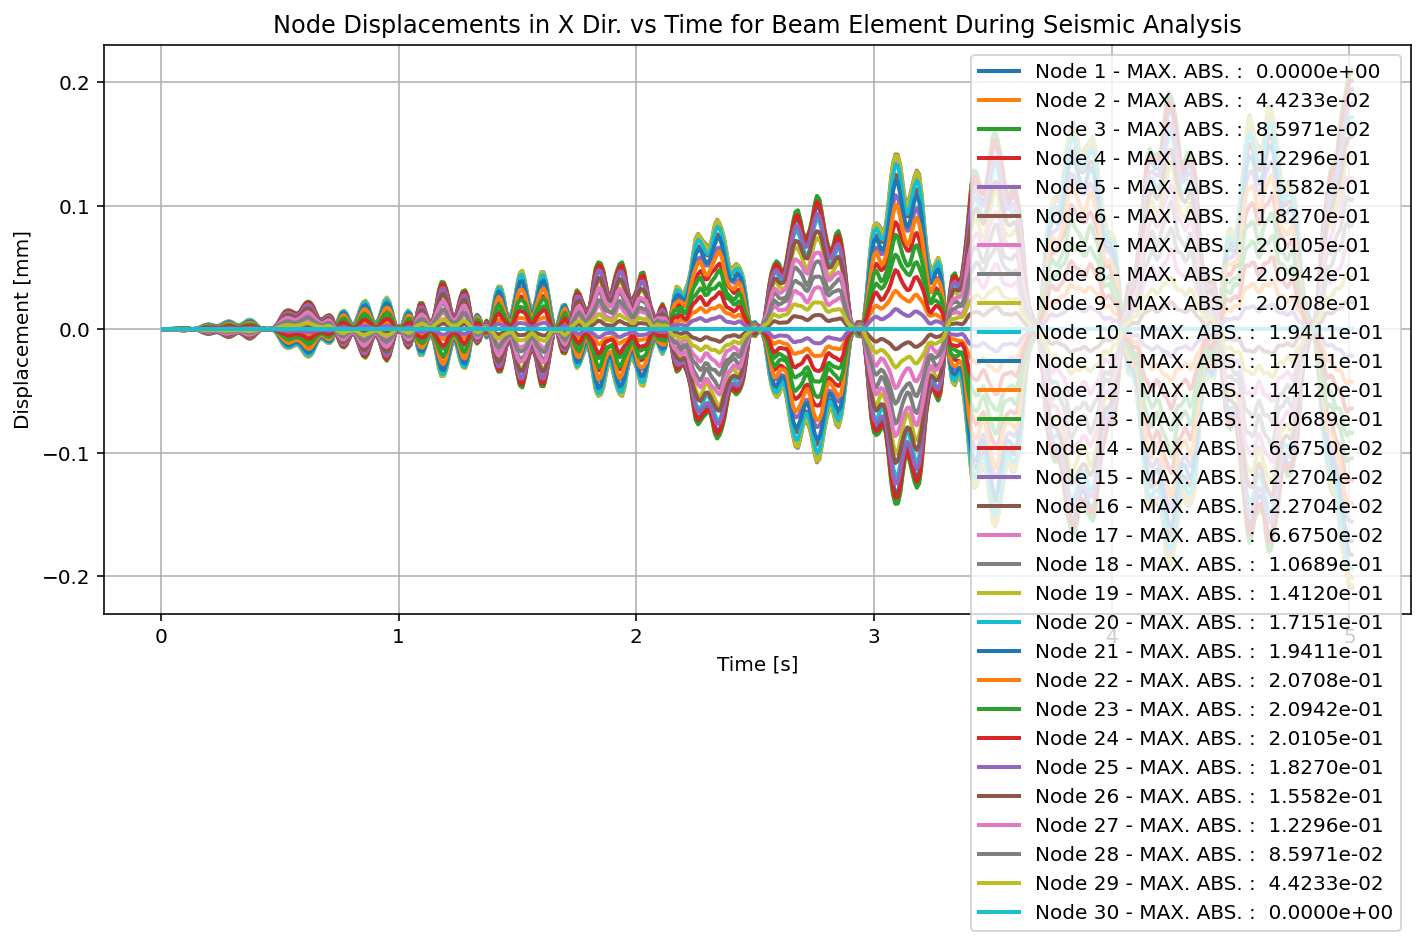 Node Displacements in X Dir. vs Time for Beam Element During Seismic Analysis
Displacement [mm]
0.2
0.1
0.0
−0.1
−0.2
0
1
2
3
4
5
Time [s]
Node 1 - MAX. ABS. : 0.0000e+00
Node 2 - MAX. ABS. : 4.4233e-02
Node 3 - MAX. ABS. : 8.5971e-02
Node 4 - MAX. ABS. : 1.2296e-01
Node 5 - MAX. ABS. : 1.5582e-01
Node 6 - MAX. ABS. : 1.8270e-01
Node 7 - MAX. ABS. : 2.0105e-01
Node 8 - MAX. ABS. : 2.0942e-01
Node 9 - MAX. ABS. : 2.0708e-01
Node 10 - MAX. ABS. : 1.9411e-01
Node 11 - MAX. ABS. : 1.7151e-01
Node 12 - MAX. ABS. : 1.4120e-01
Node 13 - MAX. ABS. : 1.0689e-01
Node 14 - MAX. ABS. : 6.6750e-02
Node 15 - MAX. ABS. : 2.2704e-02
Node 16 - MAX. ABS. : 2.2704e-02
Node 17 - MAX. ABS. : 6.6750e-02
Node 18 - MAX. ABS. : 1.0689e-01
Node 19 - MAX. ABS. : 1.4120e-01
Node 20 - MAX. ABS. : 1.7151e-01
Node 21 - MAX. ABS. : 1.9411e-01
Node 22 - MAX. ABS. : 2.0708e-01
Node 23 - MAX. ABS. : 2.0942e-01
Node 24 - MAX. ABS. : 2.0105e-01
Node 25 - MAX. ABS. : 1.8270e-01
Node 26 - MAX. ABS. : 1.5582e-01
Node 27 - MAX. ABS. : 1.2296e-01
Node 28 - MAX. ABS. : 8.5971e-02
Node 29 - MAX. ABS. : 4.4233e-02
Node 30 - MAX. ABS. : 0.0000e+00